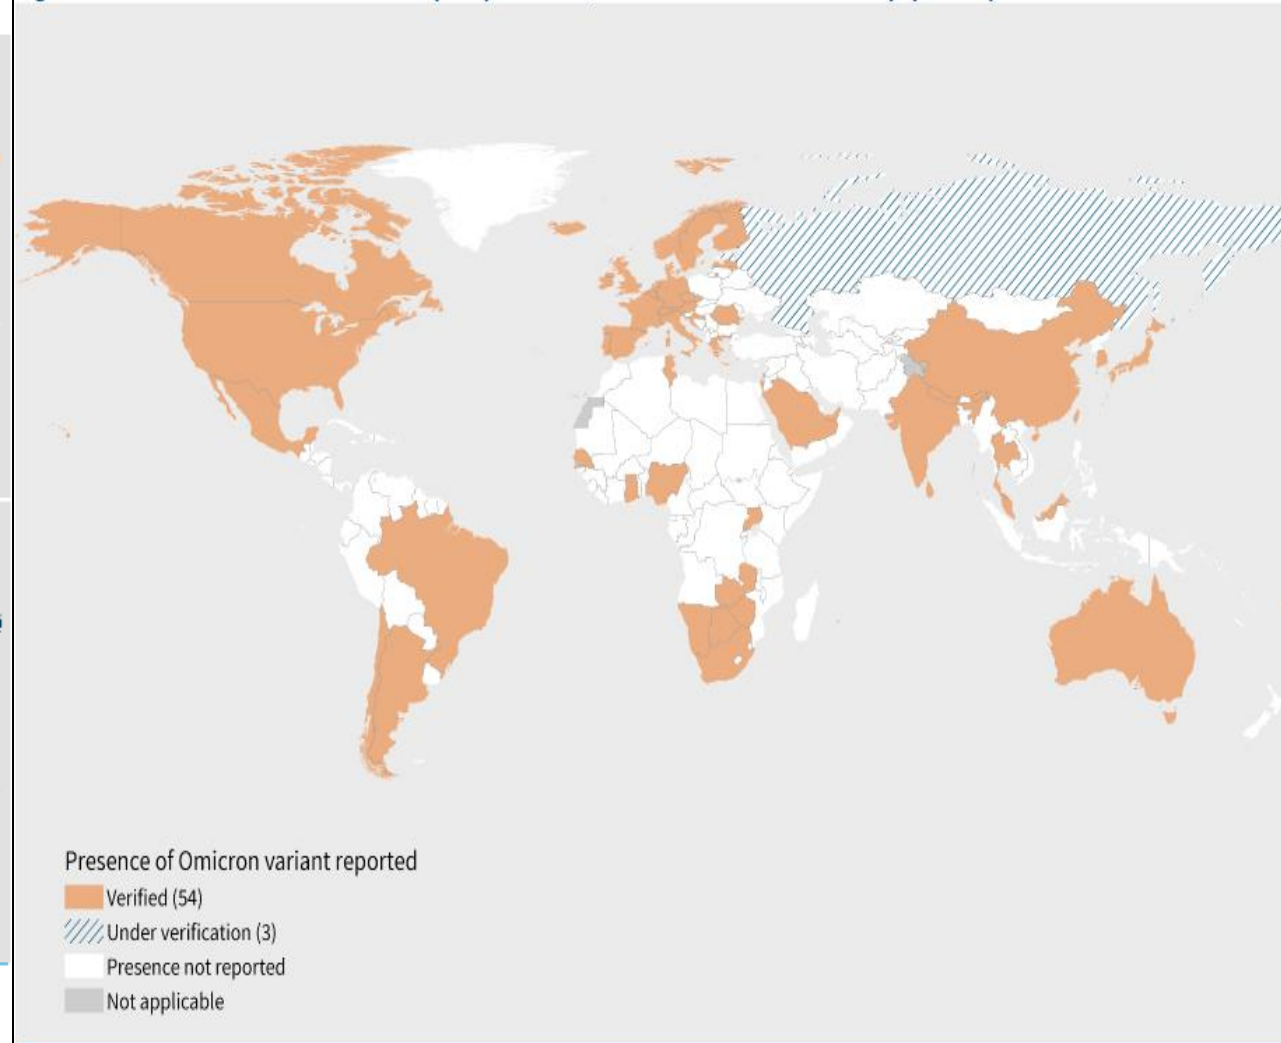 Presence of Omicron variant reported
Verified (54)
Under verification (3)
Presence not reported
Not applicable